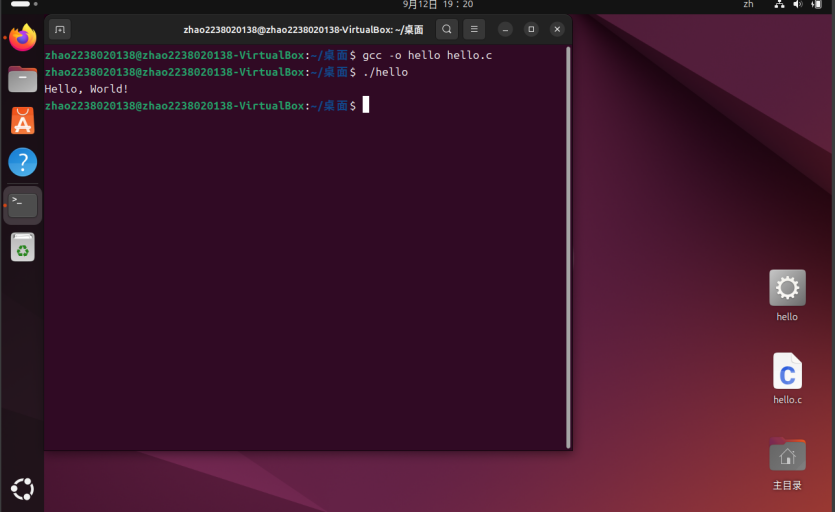 9月12日 19：20
zh
zhao2238020138@zhao2238020138-VirtualBox: ~/桌面
zhao2238020138@zhao2238020138-VirtualBox:~/桌面$ gcc -o hello hello.c
zhao2238020138@zhao2238020138-VirtualBox:~/桌面$ ./hello
Hello, World!
zhao2238020138@zhao2238020138-VirtualBox:~/桌面$
hello
hello.c
主目录